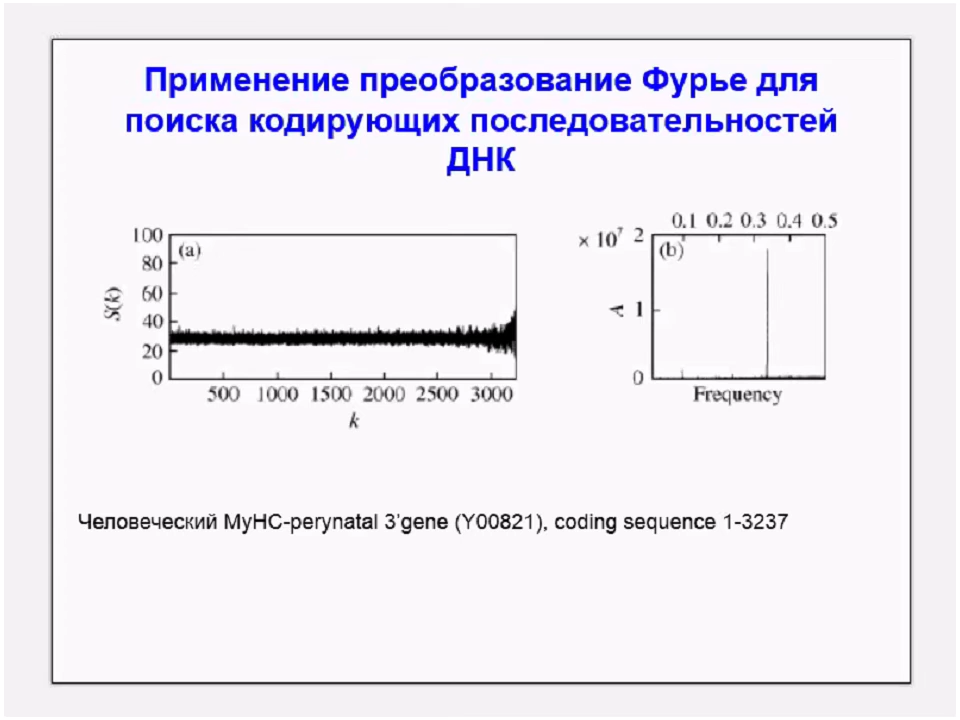 Применение преобразование Фурье для
поиска кодирующих последовательностей
ДНК
100
(a)
80
60
40
20
0
S(k)
500 1000 1500 2000 2500 3000
k
0.1 0.2 0.3 0.4 0.5
× 10⁷ 2
(b)
A 1
0
Frequency
Человеческий MyHC-perynatal 3'gene (Y00821), coding sequence 1-3237